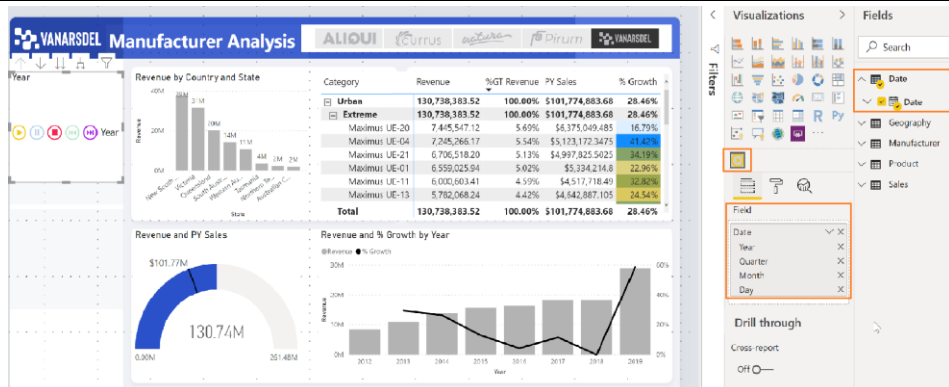 VANARSDEL Manufacturer Analysis
ALIQUI Currus natura Pirum VANARSDEL
Year
Year
Revenue by Country and State
40M
20M
0M
31M
20M
14M
11M
4M
3M
2M
Revenue
New South ...
Victoria
Queensland
South Austr...
Western Au...
Tasmania
Northern Te...
Australian C...
State
Category Revenue %GT Revenue PY Sales % Growth
Urban 130,738,383.52 100.00% $101,774,883.68 28.46%
Extreme 130,738,383.52 100.00% $101,774,883.68 28.46%
Maximus UE-20 7,445,547.12 5.69% $6,375,049.485 16.79%
Maximus UE-04 7,245,266.17 5.54% $5,123,172.3475 41.42%
Maximus UE-21 6,706,518.20 5.13% $4,997,825.5025 34.19%
Maximus UE-01 6,559,025.94 5.02% $5,334,214.8 22.96%
Maximus UE-11 6,000,603.41 4.59% $4,517,718.49 32.82%
Maximus UE-13 5,782,068.24 4.42% $4,642,887.105 24.54%
Total 130,738,383.52 100.00% $101,774,883.68 28.46%
Revenue and PY Sales
$101.77M
130.74M
0.00M
261.48M
Revenue and % Growth by Year
Revenue % Growth
30M
20M
10M
0M
Revenue
60%
40%
20%
0%
2012 2013 2014 2015 2016 2017 2018 2019
Year
Filters
Visualizations
R Py
Field
Date
Year
Quarter
Month
Day
Drill through
Cross-report
Off
Fields
Search
Date
Date
Geography
Manufacturer
Product
Sales